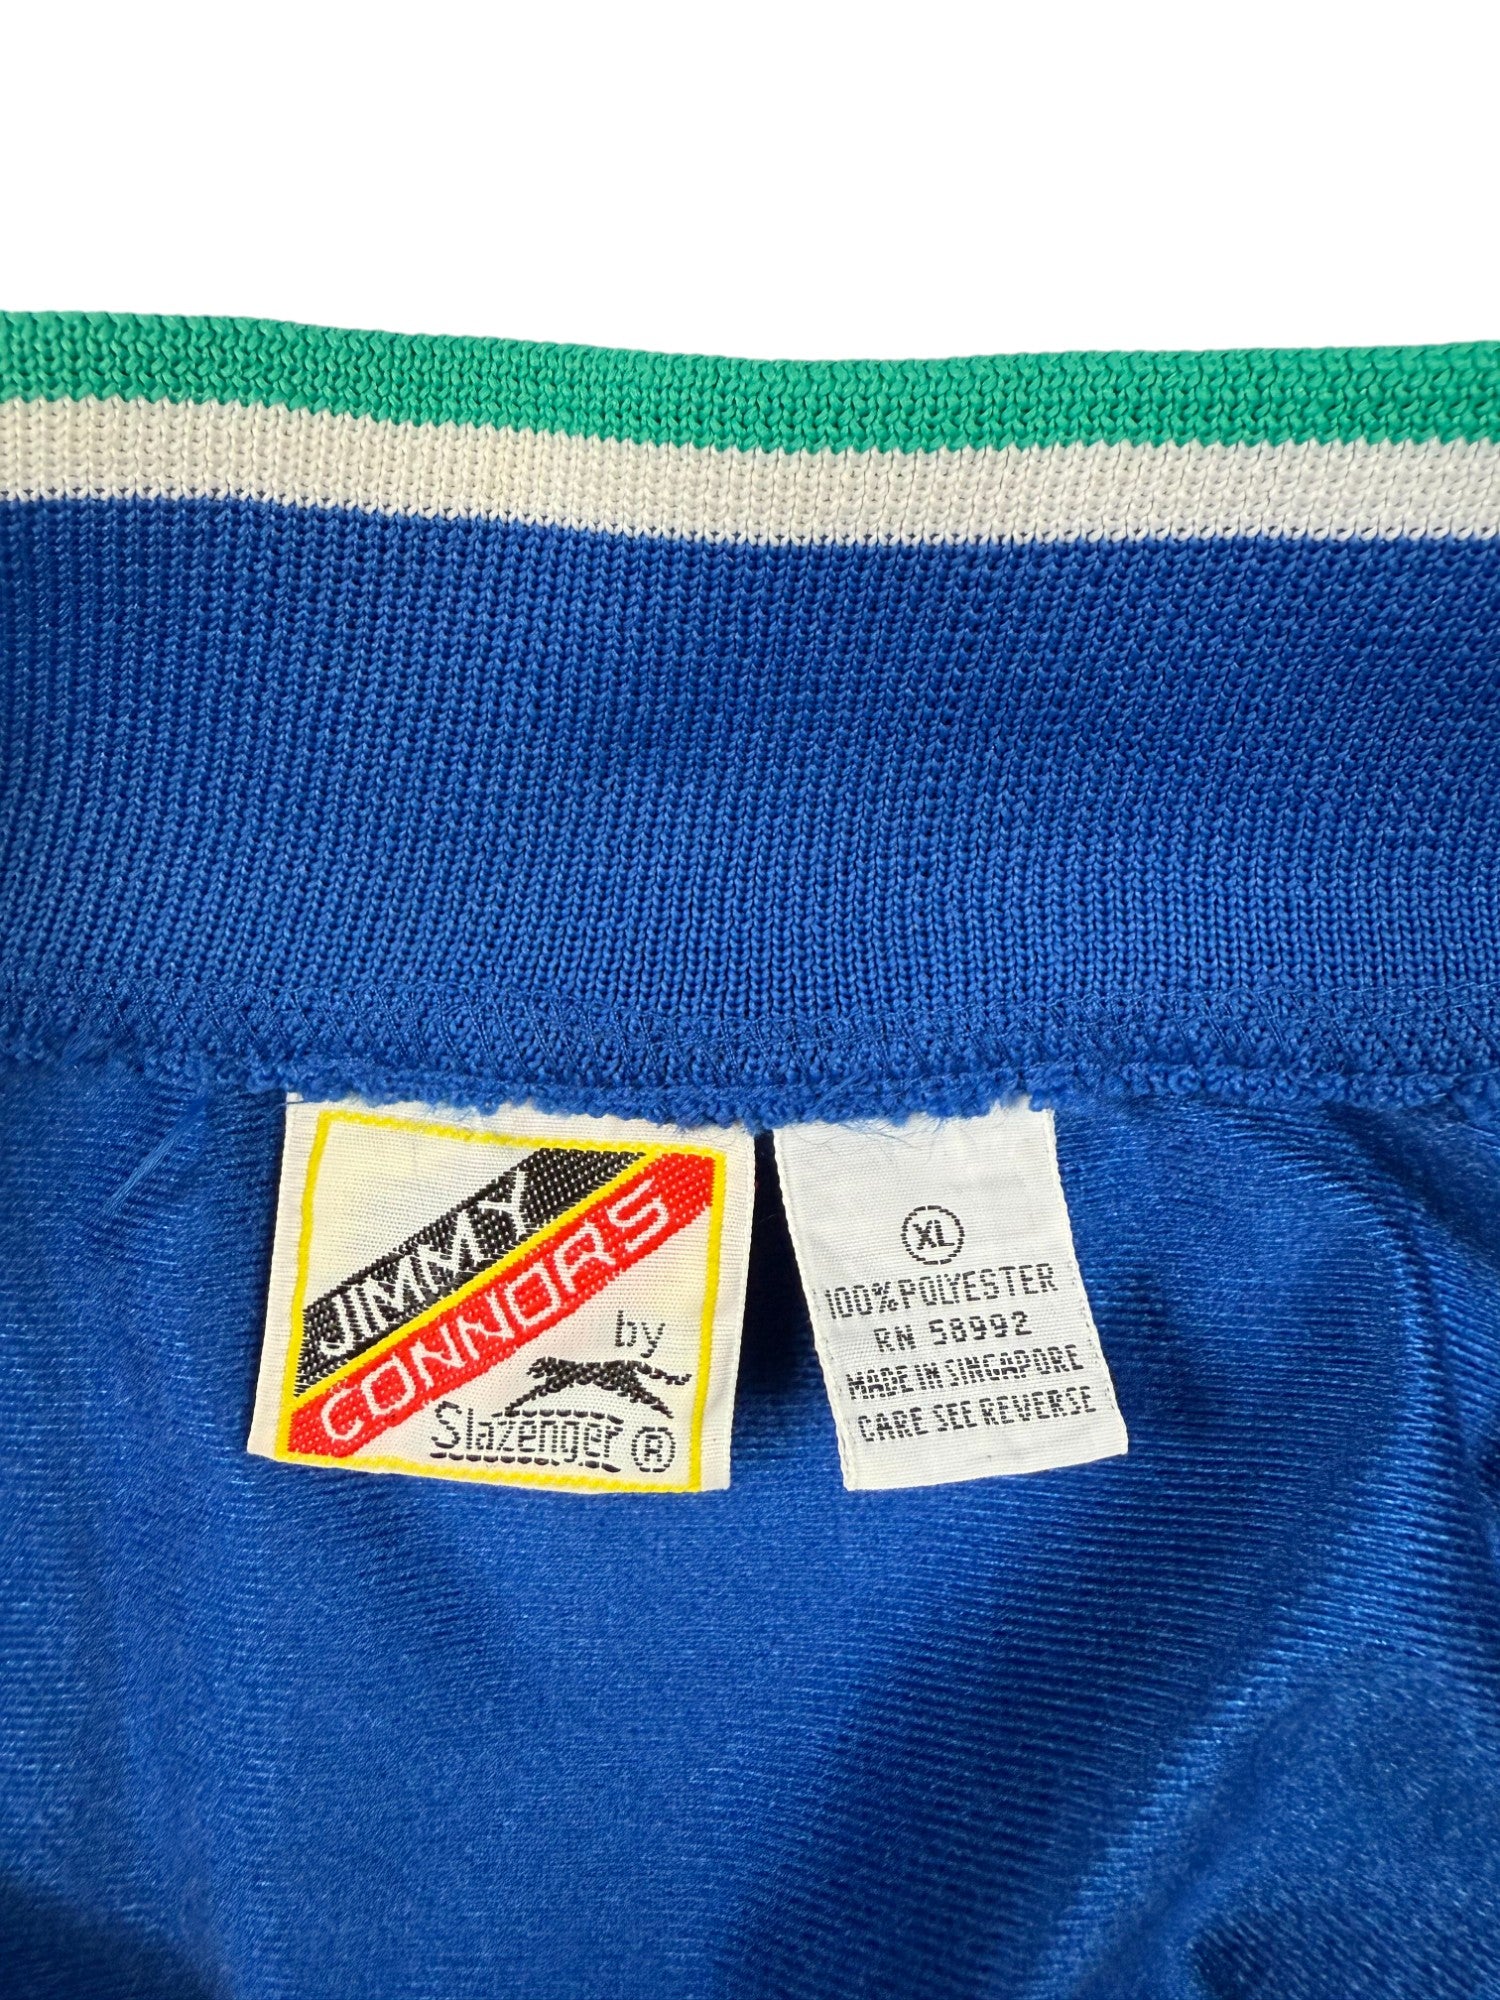 JIMMY
CONNORS
by
Slazenger ®
XL
100% POLYESTER
RN 58992
MADE IN SINGAPORE
CARE SEE REVERSE